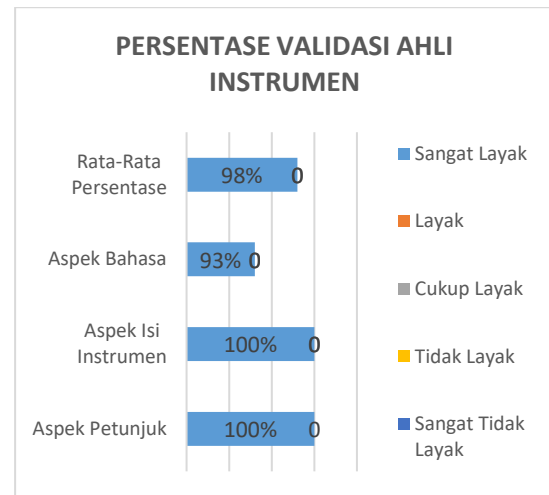 PERSENTASE VALIDASI AHLI
INSTRUMEN
Rata-Rata
Persentase
98% 0
Aspek Bahasa
93% 0
Aspek Isi
Instrumen
100% 0
Aspek Petunjuk
100% 0
Sangat Layak
Layak
Cukup Layak
Tidak Layak
Sangat Tidak
Layak